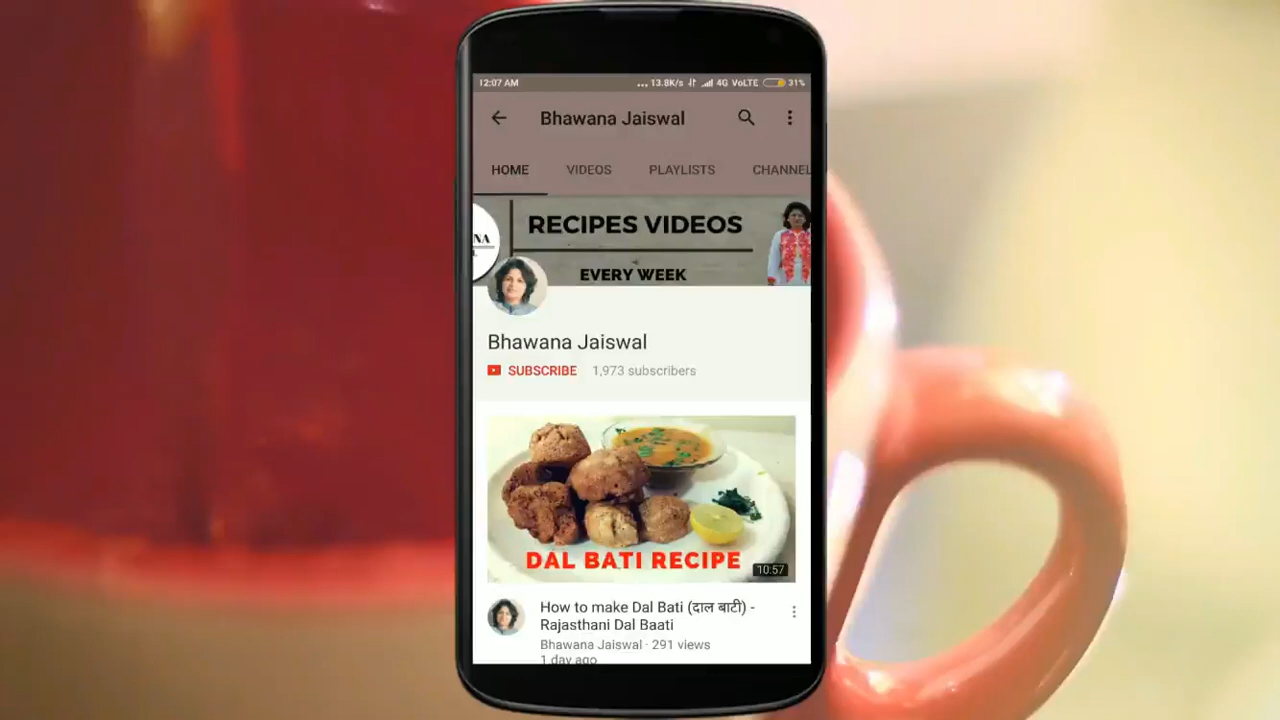 12:07 AM ... 13.8K/s 4G VoLTE 31%
Bhawana Jaiswal
HOME VIDEOS PLAYLISTS CHANNEL
NA
RECIPES VIDEOS
EVERY WEEK
Bhawana Jaiswal
SUBSCRIBE 1,973 subscribers
DAL BATI RECIPE
10:57
How to make Dal Bati (दाल बाटी) -
Rajasthani Dal Baati
Bhawana Jaiswal · 291 views
1 day ago